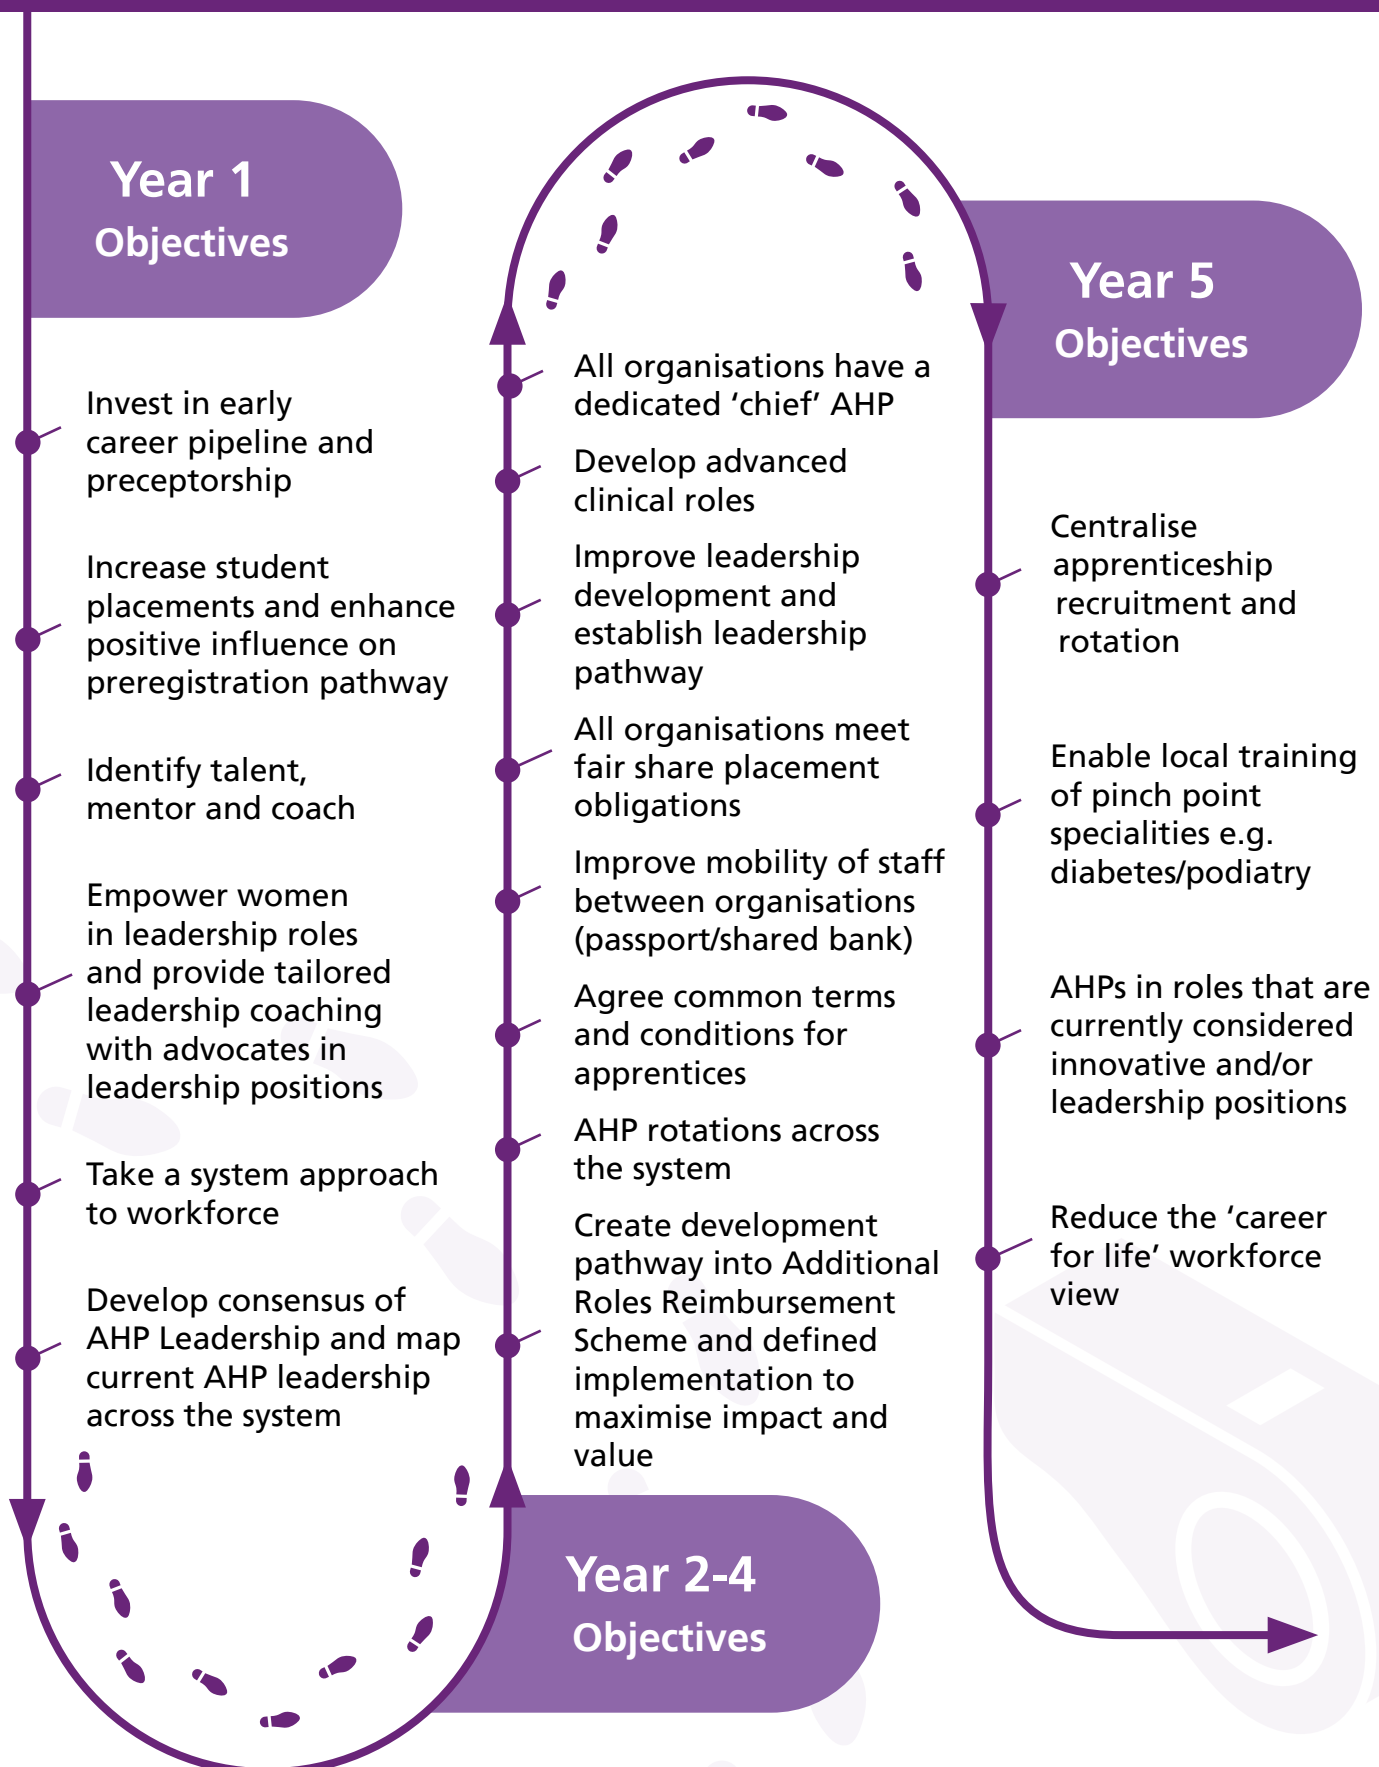 Year 1
Objectives
Invest in early
career pipeline and
preceptorship
Increase student
placements and enhance
positive influence on
preregistration pathway
Identify talent,
mentor and coach
Empower women
in leadership roles
and provide tailored
leadership coaching
with advocates in
leadership positions
Take a system approach
to workforce
Develop consensus of
AHP Leadership and map
current AHP leadership
across the system
All organisations have a
dedicated ‘chief’ AHP
Develop advanced
clinical roles
Improve leadership
development and
establish leadership
pathway
All organisations meet
fair share placement
obligations
Improve mobility of staff
between organisations
(passport/shared bank)
Agree common terms
and conditions for
apprentices
AHP rotations across
the system
Create development
pathway into Additional
Roles Reimbursement
Scheme and defined
implementation to
maximise impact and
value
Year 2-4
Objectives
Year 5
Objectives
Centralise
apprenticeship
recruitment and
rotation
Enable local training
of pinch point
specialities e.g.
diabetes/podiatry
AHPs in roles that are
currently considered
innovative and/or
leadership positions
Reduce the ‘career
for life’ workforce
view